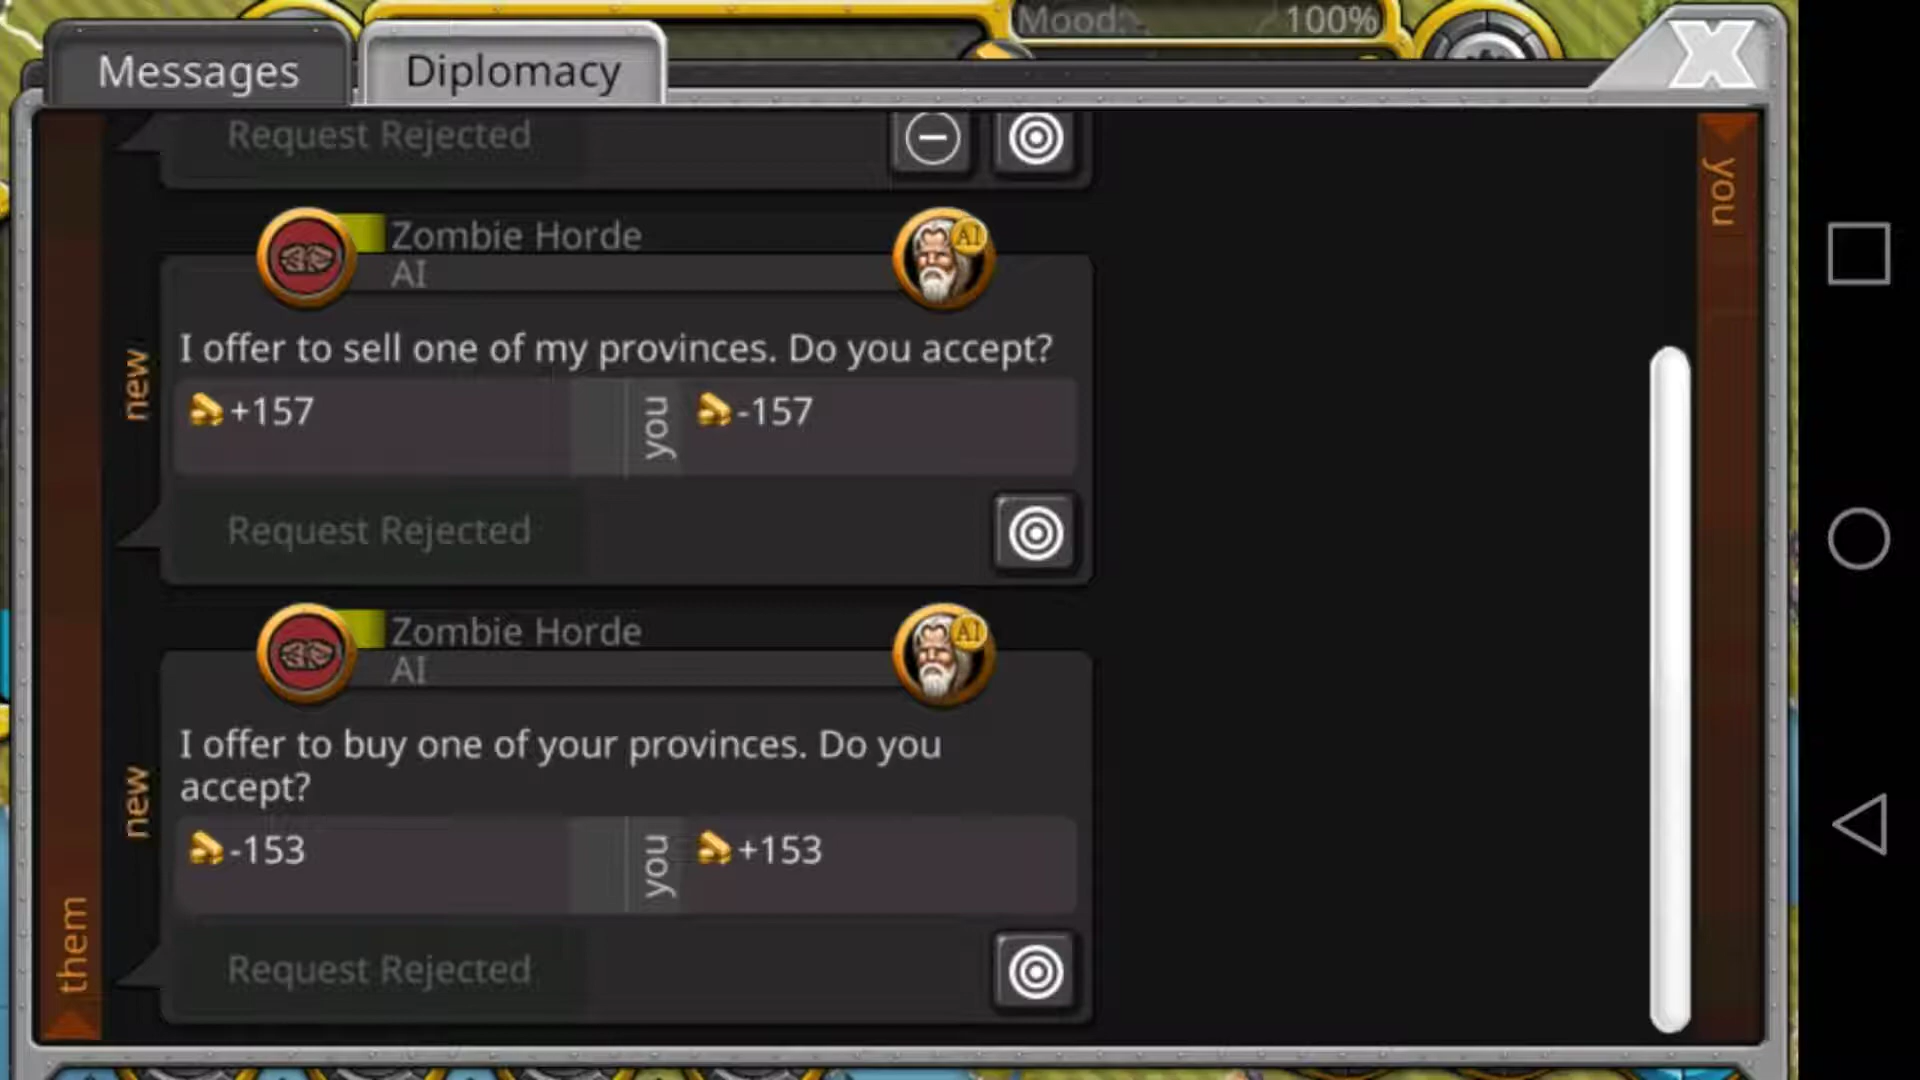 Mood: 100%
Messages Diplomacy
Request Rejected
you
Zombie Horde
AI
AI
I offer to sell one of my provinces. Do you accept?
new
+157 you -157
Request Rejected
Zombie Horde
AI
AI
I offer to buy one of your provinces. Do you
accept?
new
-153 you +153
Request Rejected
them